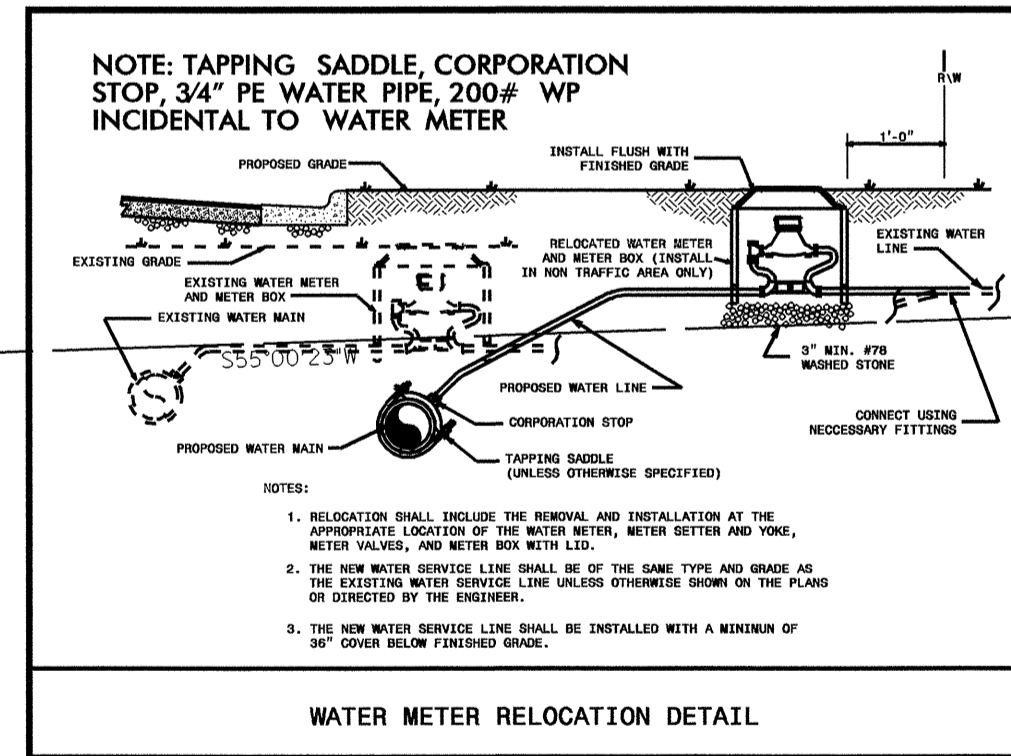 NOTE: TAPPING SADDLE, CORPORATION
STOP, 3/4" PE WATER PIPE, 200# WP
INCIDENTAL TO WATER METER
R\W
1'-0"
PROPOSED GRADE
INSTALL FLUSH WITH
FINISHED GRADE
EXISTING GRADE
RELOCATED WATER METER
AND METER BOX (INSTALL
IN NON TRAFFIC AREA ONLY)
EXISTING WATER
LINE
EXISTING WATER METER
AND METER BOX
EXISTING WATER MAIN
S55°00'23"W
3" MIN. #78
WASHED STONE
PROPOSED WATER LINE
CORPORATION STOP
CONNECT USING
NECCESSARY FITTINGS
PROPOSED WATER MAIN
TAPPING SADDLE
(UNLESS OTHERWISE SPECIFIED)
NOTES:
1. RELOCATION SHALL INCLUDE THE REMOVAL AND INSTALLATION AT THE
APPROPRIATE LOCATION OF THE WATER METER, METER SETTER AND YOKE,
METER VALVES, AND METER BOX WITH LID.
2. THE NEW WATER SERVICE LINE SHALL BE OF THE SAME TYPE AND GRADE AS
THE EXISTING WATER SERVICE LINE UNLESS OTHERWISE SHOWN ON THE PLANS
OR DIRECTED BY THE ENGINEER.
3. THE NEW WATER SERVICE LINE SHALL BE INSTALLED WITH A MININUN OF
36" COVER BELOW FINISHED GRADE.
WATER METER RELOCATION DETAIL